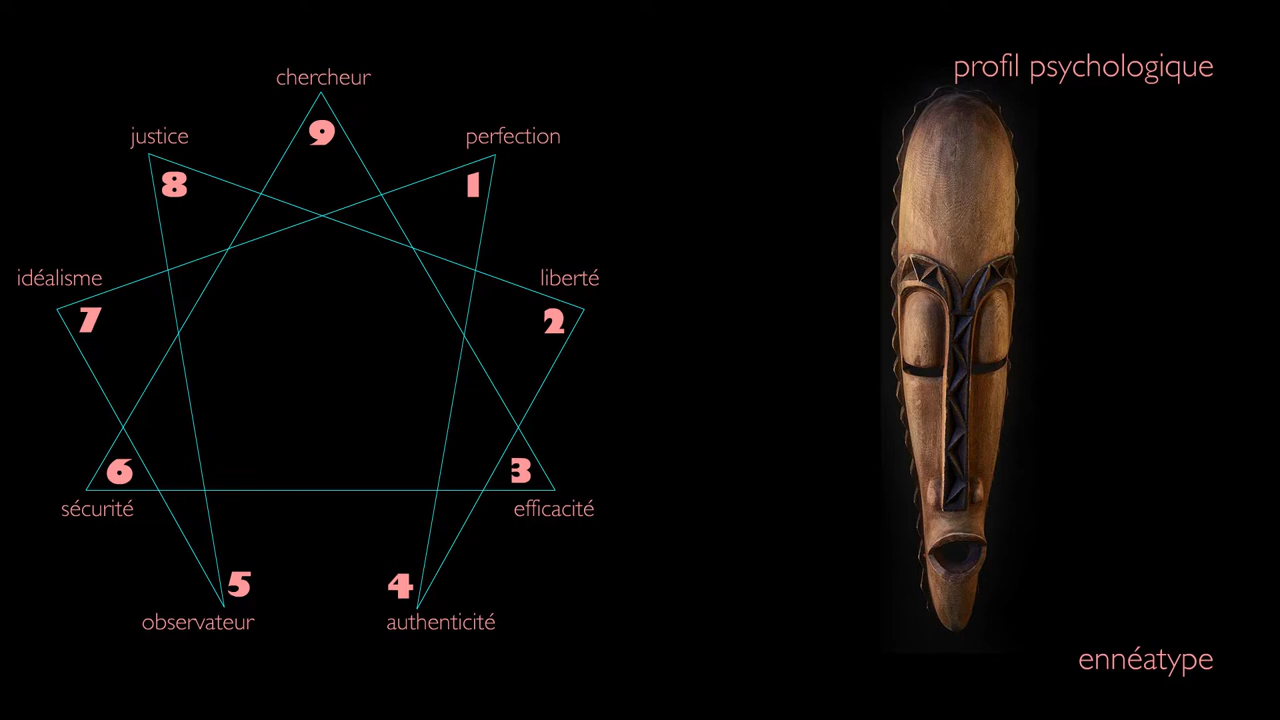 profil psychologique
chercheur
9
justice
8
perfection
1
idéalisme
7
liberté
2
6
sécurité
3
efficacité
5
observateur
4
authenticité
ennéatype